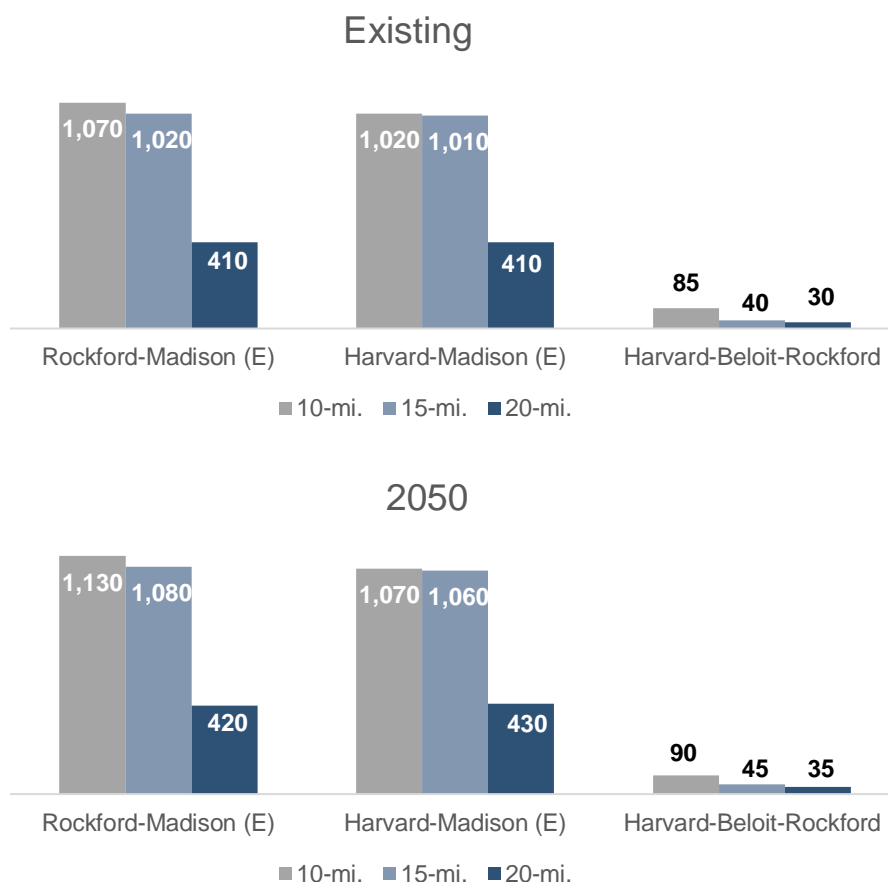 Existing
1,070 1,020 410 1,020 1,010 410 85 40 30
Rockford-Madison (E) Harvard-Madison (E) Harvard-Beloit-Rockford
10-mi. 15-mi. 20-mi.
2050
1,130 1,080 420 1,070 1,060 430 90 45 35
Rockford-Madison (E) Harvard-Madison (E) Harvard-Beloit-Rockford
10-mi. 15-mi. 20-mi.